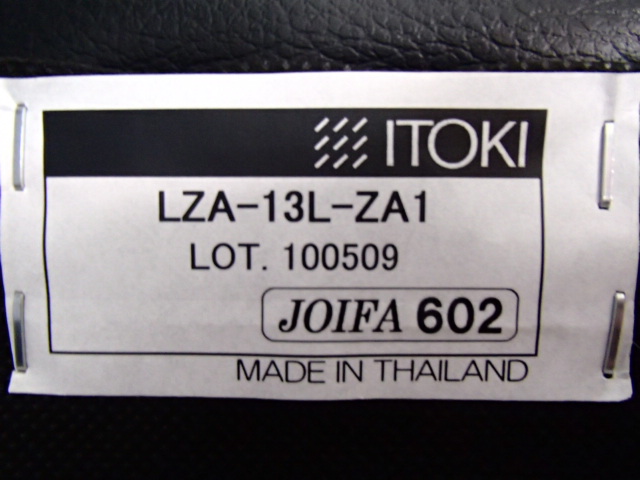 ITOKI
LZA-13L-ZA1
LOT. 100509
JOIFA 602
MADE IN THAILAND